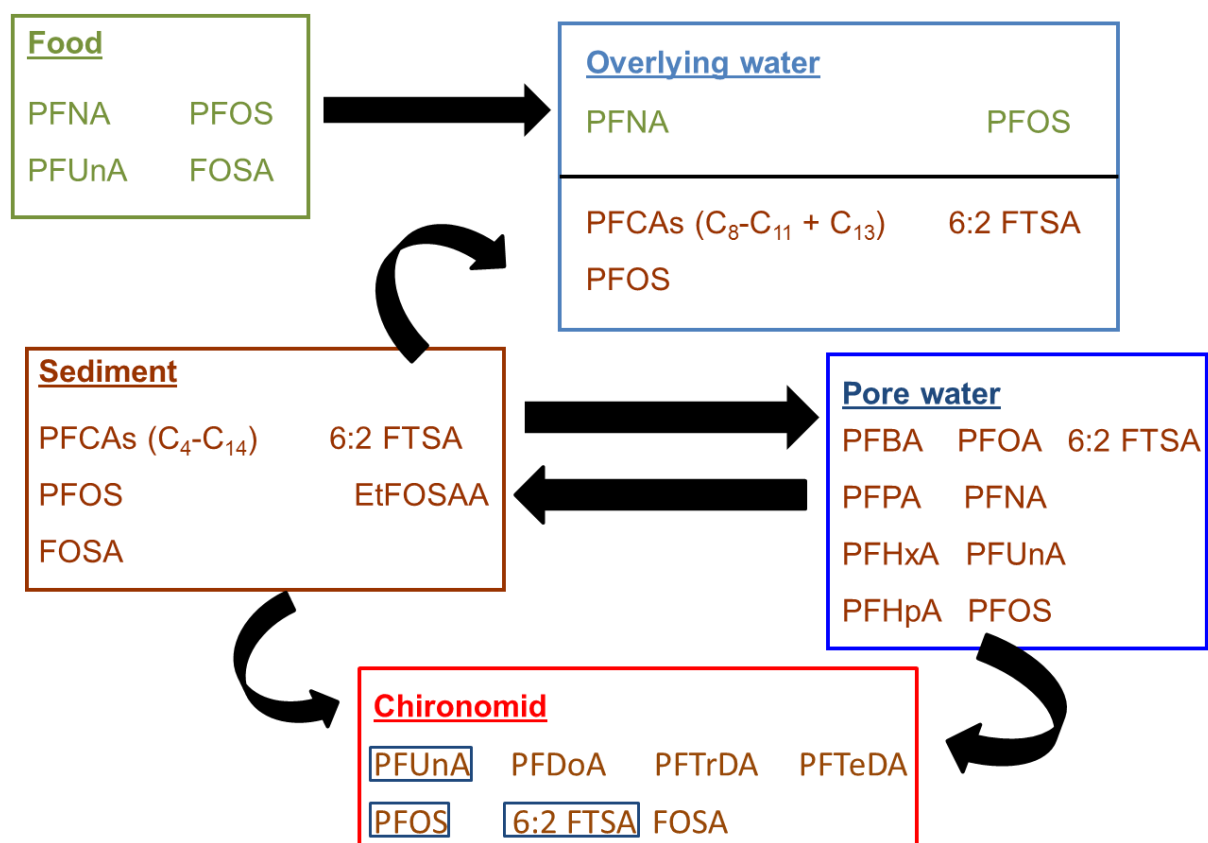 Food
PFNA PFOS
PFUnA FOSA
Overlying water
PFNA PFOS
PFCAs (C₈-C₁₁ + C₁₃) 6:2 FTSA
PFOS
Sediment
PFCAs (C₄-C₁₄) 6:2 FTSA
PFOS EtFOSAA
FOSA
Pore water
PFBA PFOA 6:2 FTSA
PFPA PFNA
PFHxA PFUnA
PFHpA PFOS
Chironomid
PFUnA PFDoA PFTrDA PFTeDA
PFOS 6:2 FTSA FOSA